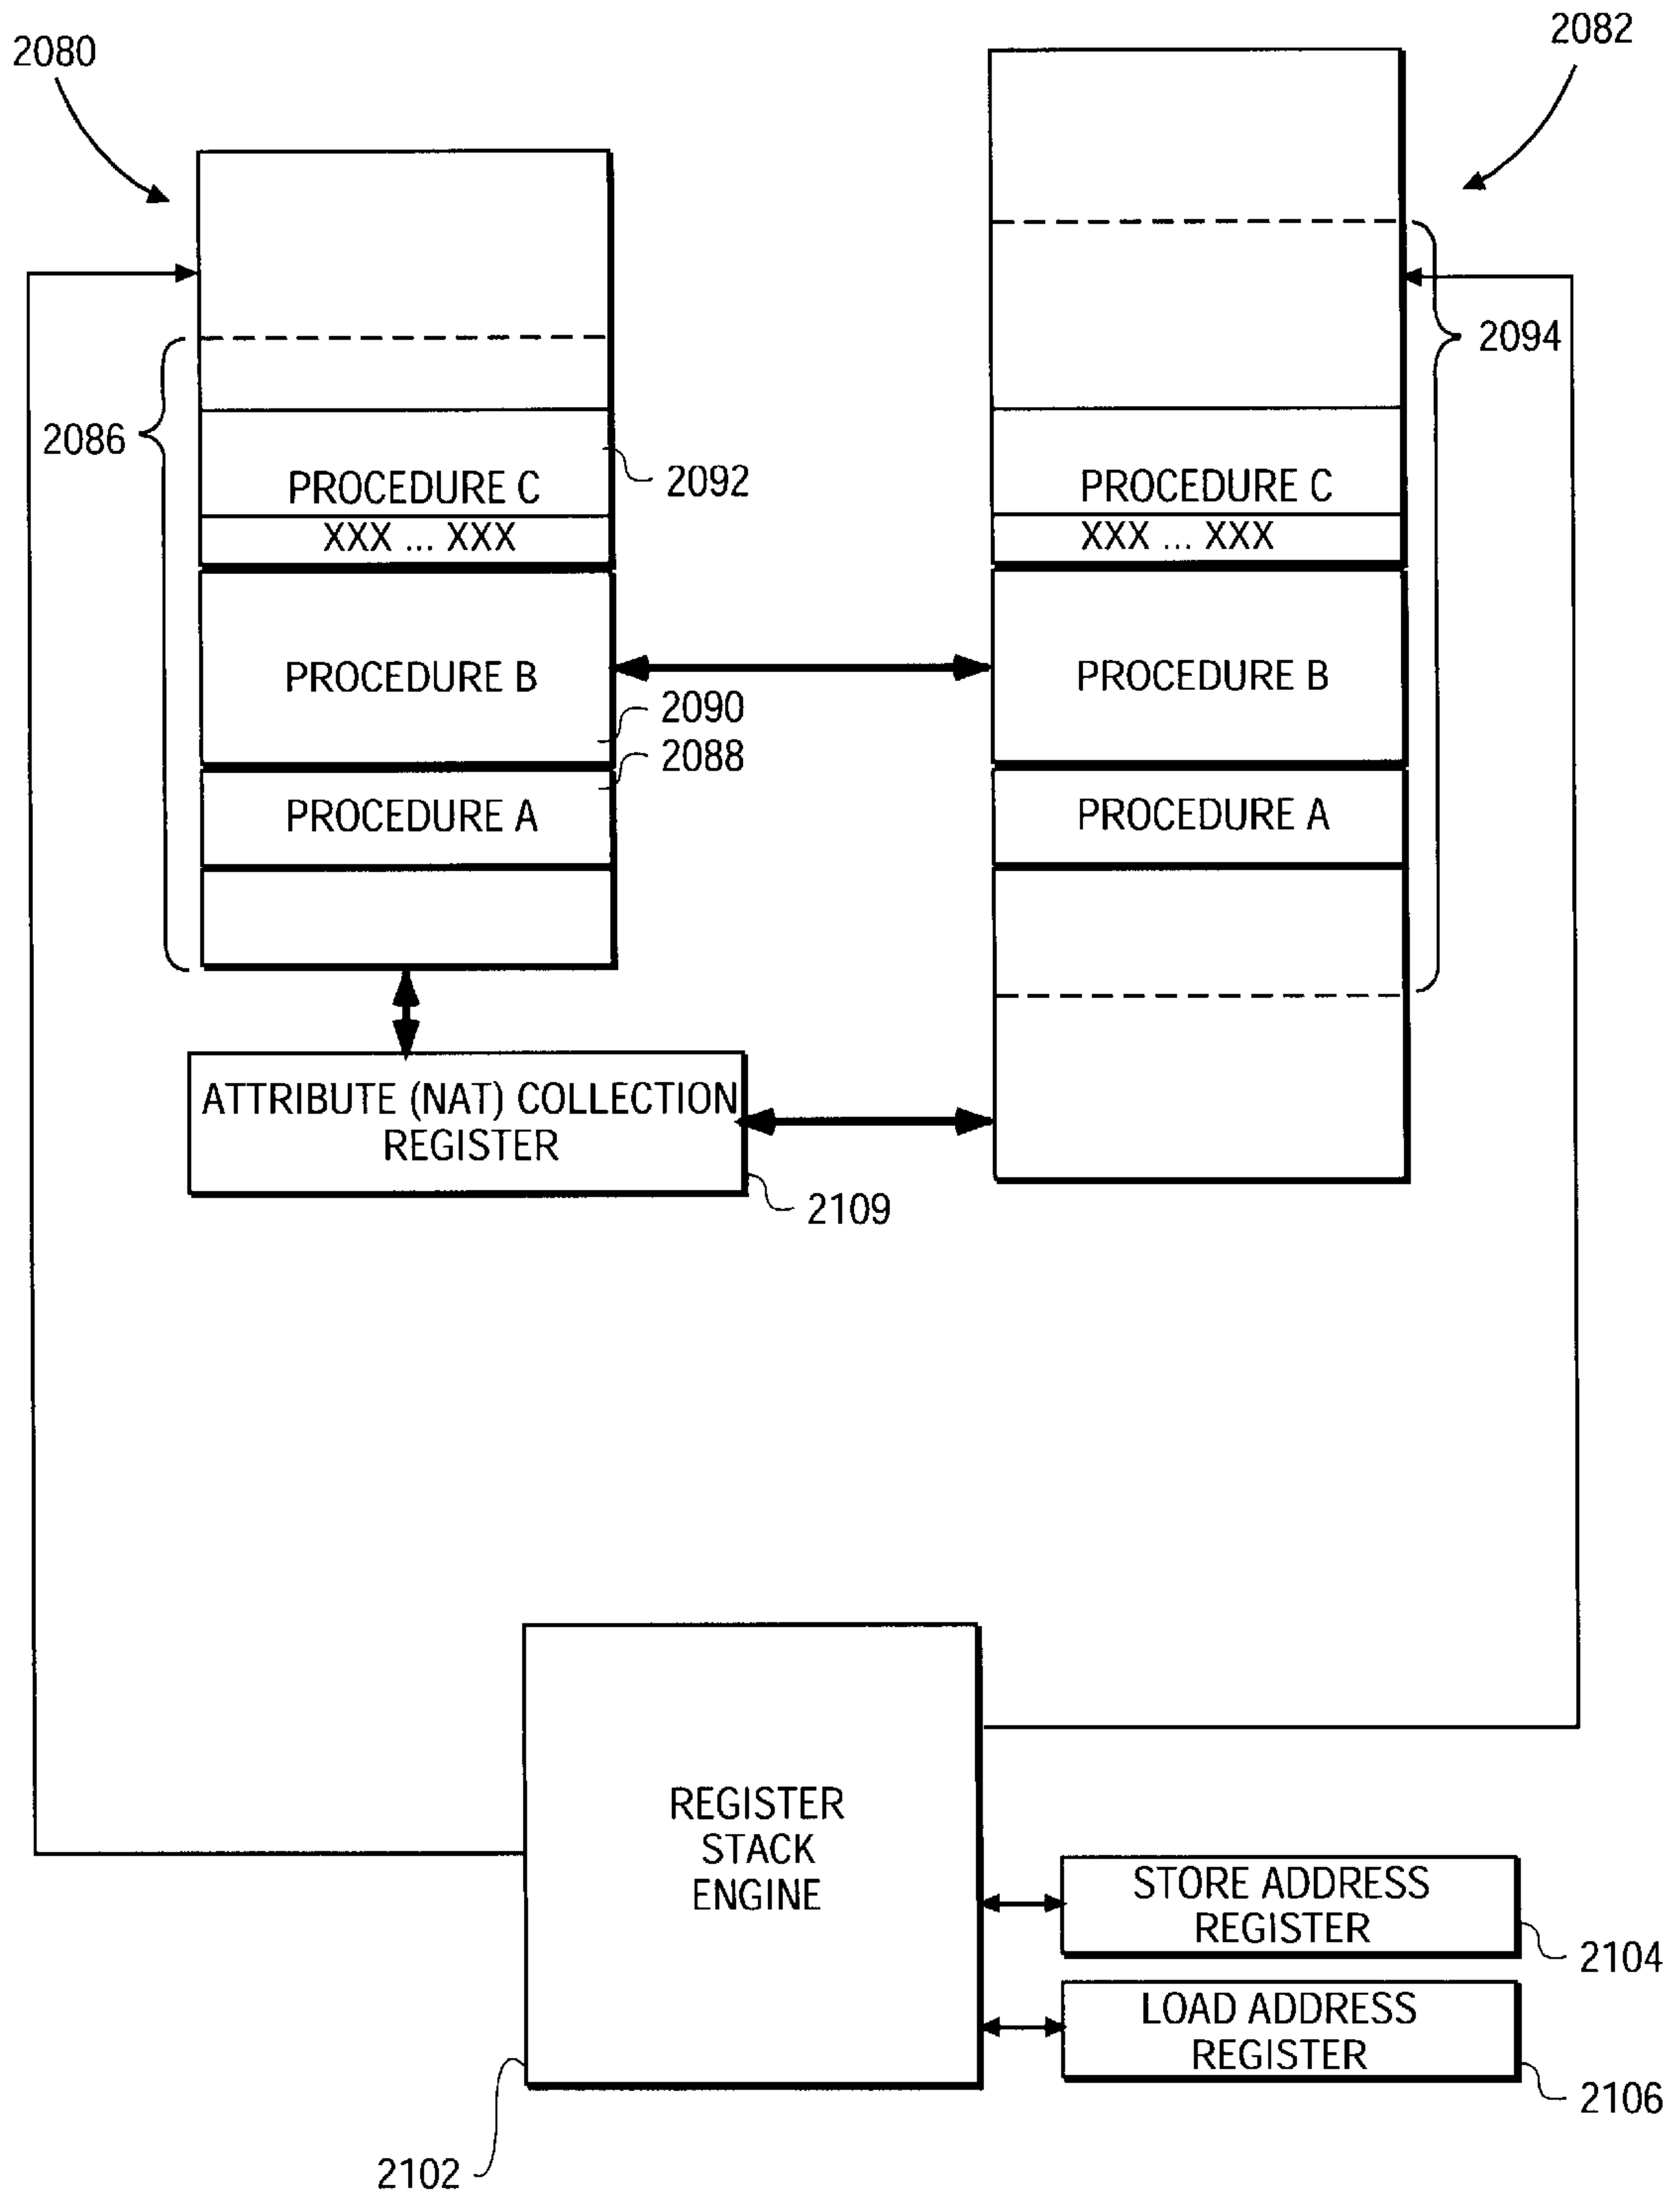 2080
2082
2094
2086
2092
PROCEDURE C
PROCEDURE C
XXX ... XXX
XXX ... XXX
PROCEDURE B
PROCEDURE B
2090
2088
PROCEDURE A
PROCEDURE A
ATTRIBUTE (NAT) COLLECTION
REGISTER
2109
REGISTER
STACK
ENGINE
STORE ADDRESS
REGISTER
2104
LOAD ADDRESS
REGISTER
2106
2102